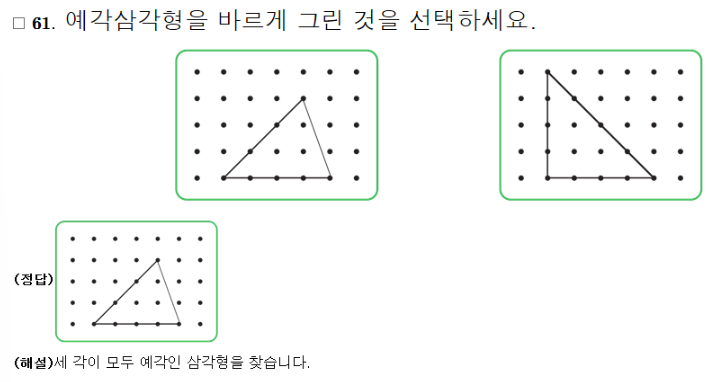 □ 61. 예각삼각형을 바르게 그린 것을 선택하세요.
(정답)
(해설)세 각이 모두 예각인 삼각형을 찾습니다.